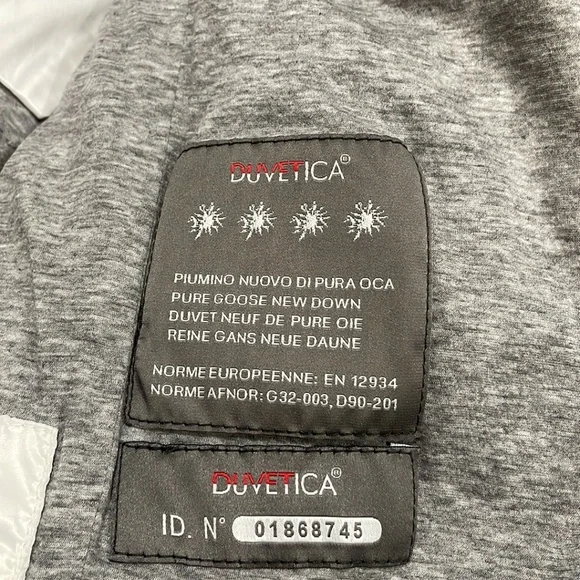 DUVETICA®
PIUMINO NUOVO DI PURA OCA
PURE GOOSE NEW DOWN
DUVET NEUF DE PURE OIE
REINE GANS NEUE DAUNE
NORME EUROPEENNE: EN 12934
NORME AFNOR: G32-003, D90-201
DUVETICA®
ID. N° 01868745